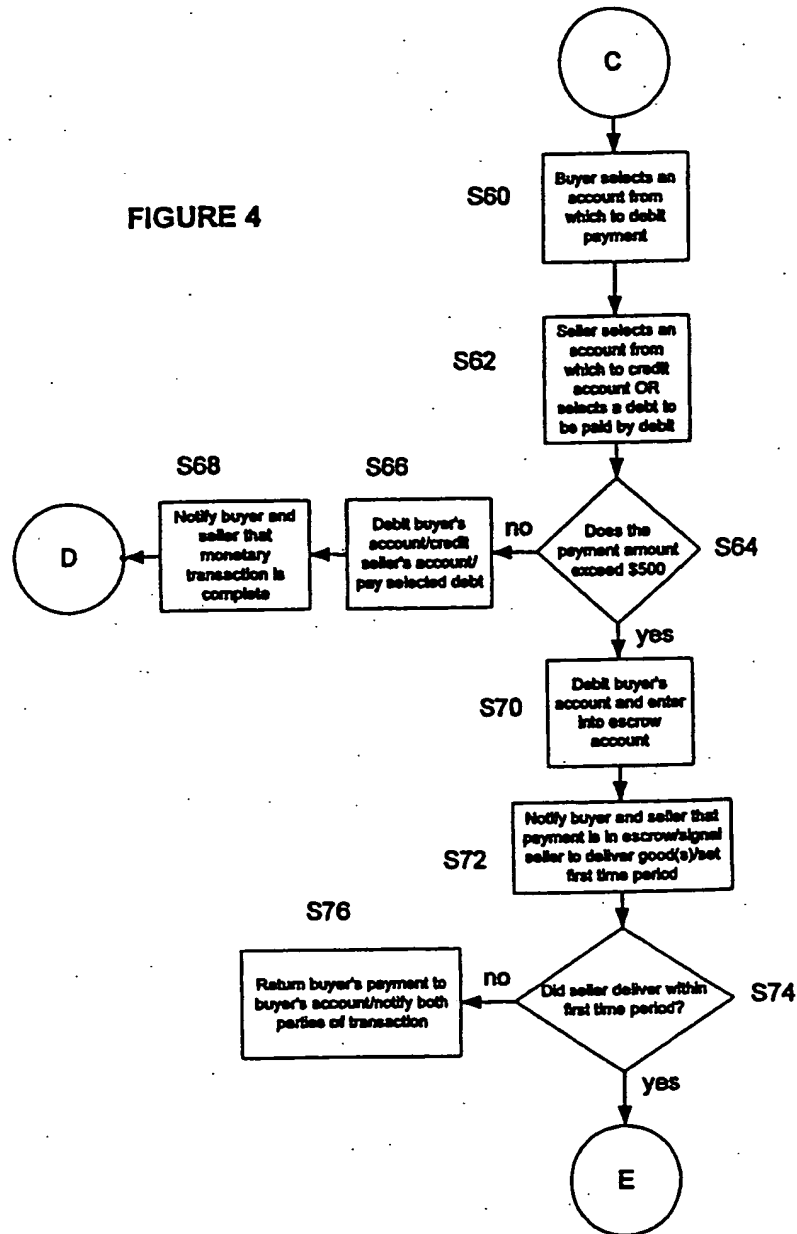 C
FIGURE 4
S60
Buyer selects an
account from
which to debit
payment
S62
Seller selects an
account from
which to credit
account OR
selects a debt to
be paid by debit
S68
S66
Notify buyer and
seller that
monetary
transaction is
complete
Debit buyer's
account/credit
seller's account/
pay selected debt
no
Does the
payment amount
exceed $500
S64
D
yes
S70
Debit buyer's
account and enter
into escrow
account
S72
Notify buyer and seller that
payment is in escrow/signal
seller to deliver good(s)/set
first time period
S76
Return buyer's payment to
buyer's account/notify both
parties of transaction
no
Did seller deliver within
first time period?
S74
yes
E